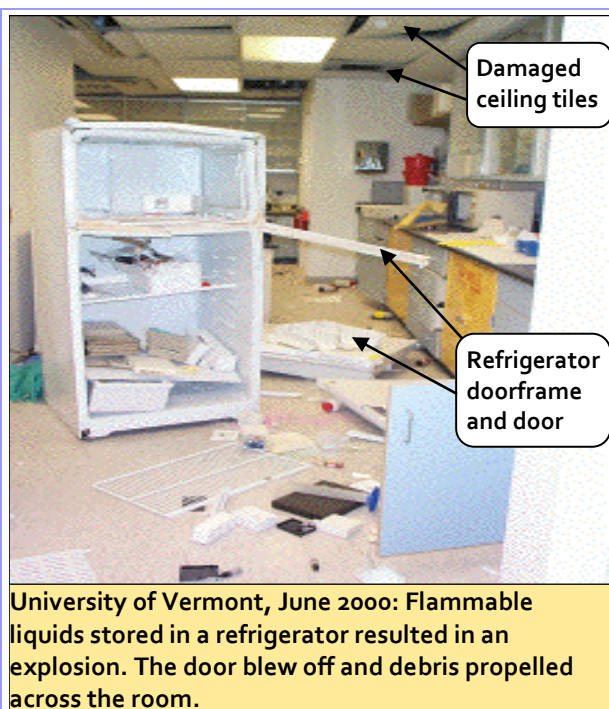 Damaged
ceiling tiles
Refrigerator
doorframe
and door
University of Vermont, June 2000: Flammable
liquids stored in a refrigerator resulted in an
explosion. The door blew off and debris propelled
across the room.